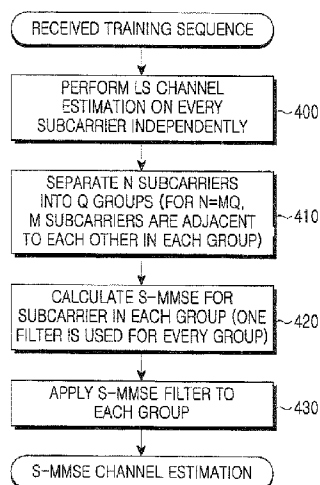 RECEIVED TRAINING SEQUENCE
PERFORM LS CHANNEL
ESTIMATION ON EVERY
SUBCARRIER INDEPENDENTLY
400
SEPARATE N SUBCARRIERS
INTO Q GROUPS (FOR N=MQ,
M SUBCARRIERS ARE ADJACENT
TO EACH OTHER IN EACH GROUP)
410
CALCULATE S-MMSE FOR
SUBCARRIER IN EACH GROUP (ONE
FILTER IS USED FOR EVERY GROUP)
420
APPLY S-MMSE FILTER TO
EACH GROUP
430
S-MMSE CHANNEL ESTIMATION